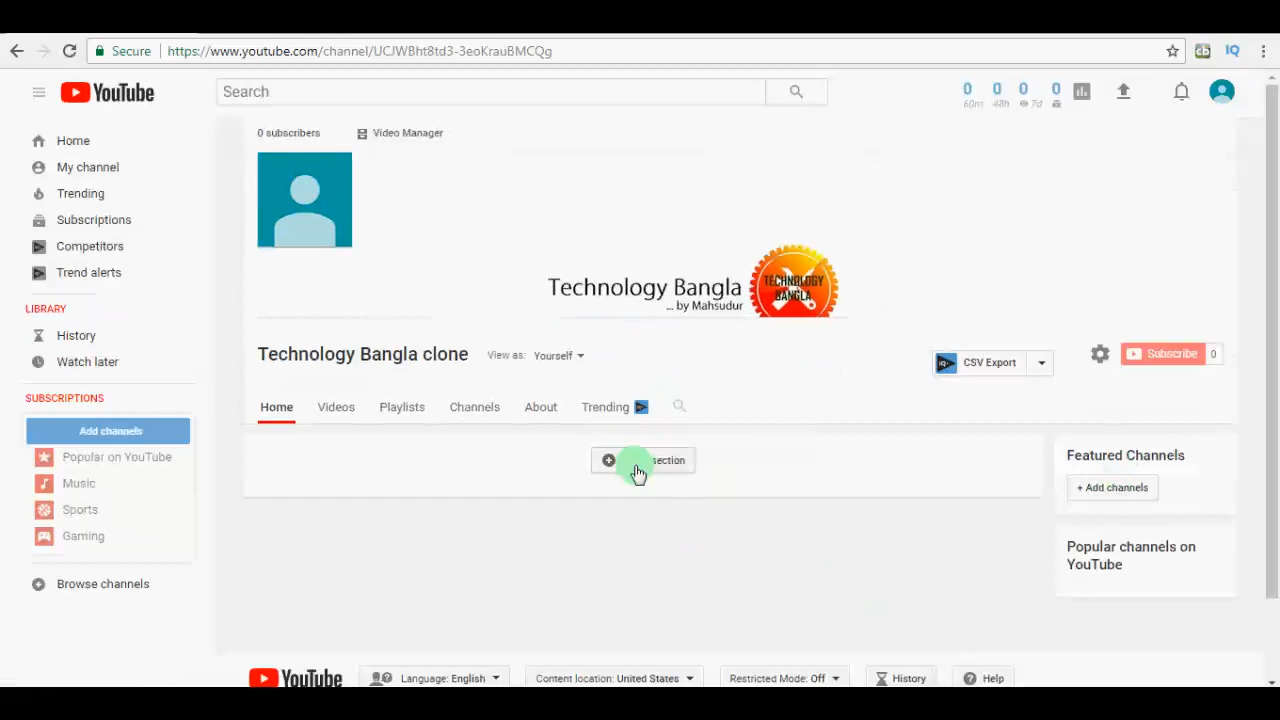 Secure https://www.youtube.com/channel/UCJWBht8td3-3eoKrauBMCQg
IQ
YouTube
Search
0 0 0 0
60m 48h 7d
Home
My channel
Trending
Subscriptions
Competitors
Trend alerts
LIBRARY
History
Watch later
SUBSCRIPTIONS
Add channels
Popular on YouTube
Music
Sports
Gaming
Browse channels
0 subscribers Video Manager
Technology Bangla
... by Mahsudur
TECHNOLOGY
BANGLA
Technology Bangla clone View as: Yourself
CSV Export
Subscribe 0
Home Videos Playlists Channels About Trending
section
Featured Channels
+ Add channels
Popular channels on
YouTube
YouTube Language: English Content location: United States Restricted Mode: Off History Help